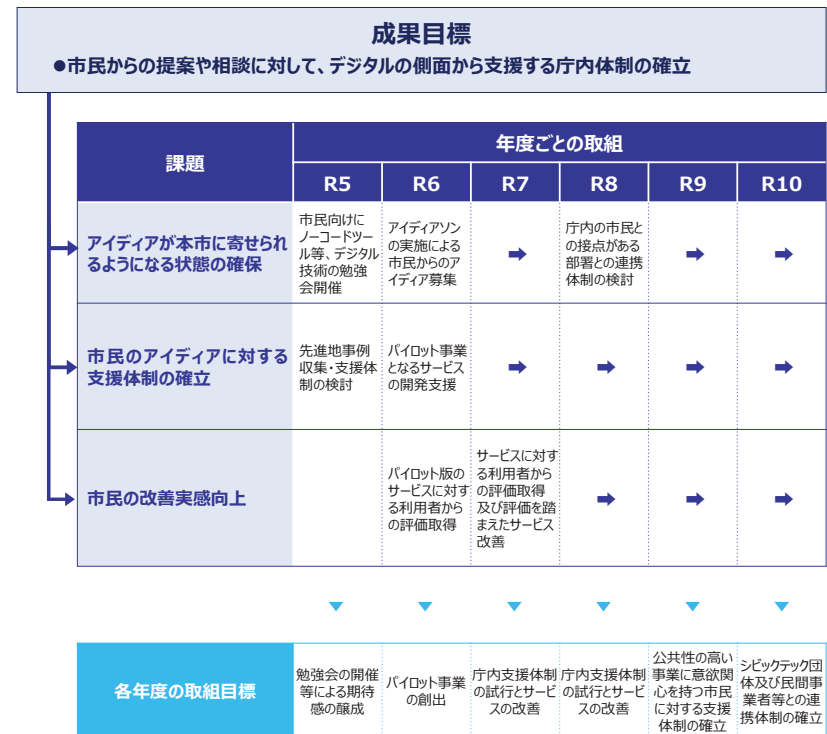 成果目標
●市民からの提案や相談に対して、デジタルの側面から支援する庁内体制の確立
課題
年度ごとの取組
R5
R6
R7
R8
R9
R10
アイディアが本市に寄せられ
るようになる状態の確保
市民向けに
ノーコードツー
ル等、デジタル
技術の勉強
会開催
アイディアソン
の実施による
市民からのア
イディア募集
➡
庁内の市民と
の接点がある
部署との連携
体制の検討
➡
➡
市民のアイディアに対する
支援体制の確立
先進地事例
収集・支援体
制の検討
パイロット事業
となるサービス
の開発支援
➡
➡
➡
➡
市民の改善実感向上
パイロット版の
サービスに対す
る利用者から
の評価取得
サービスに対す
る利用者から
の評価取得
及び評価を踏
まえたサービス
改善
➡
➡
➡
各年度の取組目標
勉強会の開催
等による期待
感の醸成
パイロット事業
の創出
庁内支援体制
の試行とサービ
スの改善
庁内支援体制
の試行とサービ
スの改善
公共性の高い
事業に意欲関
心を持つ市民
に対する支援
体制の確立
シビックテック団
体及び民間事
業者等との連
携体制の確立